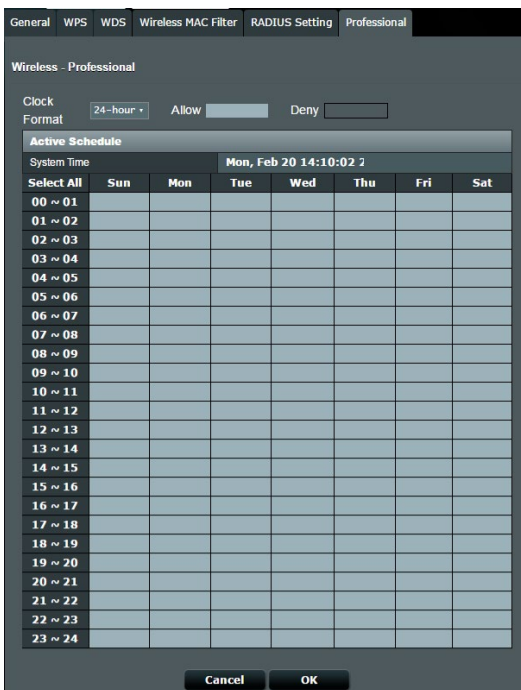 General WPS WDS Wireless MAC Filter RADIUS Setting Professional
Wireless - Professional
Clock Format 24-hour Allow Deny
Active Schedule
System Time Mon, Feb 20 14:10:02 2
Select All Sun Mon Tue Wed Thu Fri Sat
00 ~ 01
01 ~ 02
02 ~ 03
03 ~ 04
04 ~ 05
05 ~ 06
06 ~ 07
07 ~ 08
08 ~ 09
09 ~ 10
10 ~ 11
11 ~ 12
12 ~ 13
13 ~ 14
14 ~ 15
15 ~ 16
16 ~ 17
17 ~ 18
18 ~ 19
19 ~ 20
20 ~ 21
21 ~ 22
22 ~ 23
23 ~ 24
Cancel OK